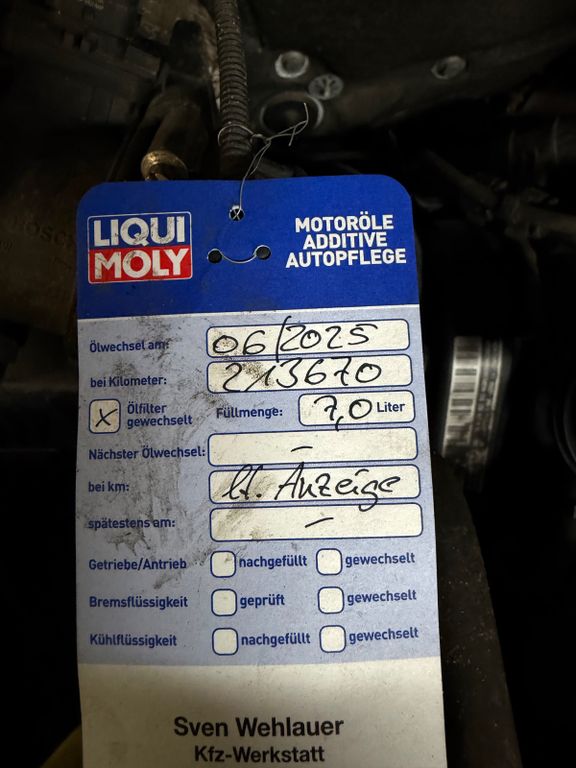 LIQUI
MOLY
MOTORÖLE
ADDITIVE
AUTOPFLEGE
Ölwechsel am: 06/2025
bei Kilometer: 213670
x Ölfilter
gewechselt Füllmenge: 7,0 Liter
Nächster Ölwechsel: –
bei km: lt. Anzeige
spätestens am: –
Getriebe/Antrieb nachgefüllt gewechselt
Bremsflüssigkeit geprüft gewechselt
Kühlflüssigkeit nachgefüllt gewechselt
Sven Wehlauer
Kfz-Werkstatt